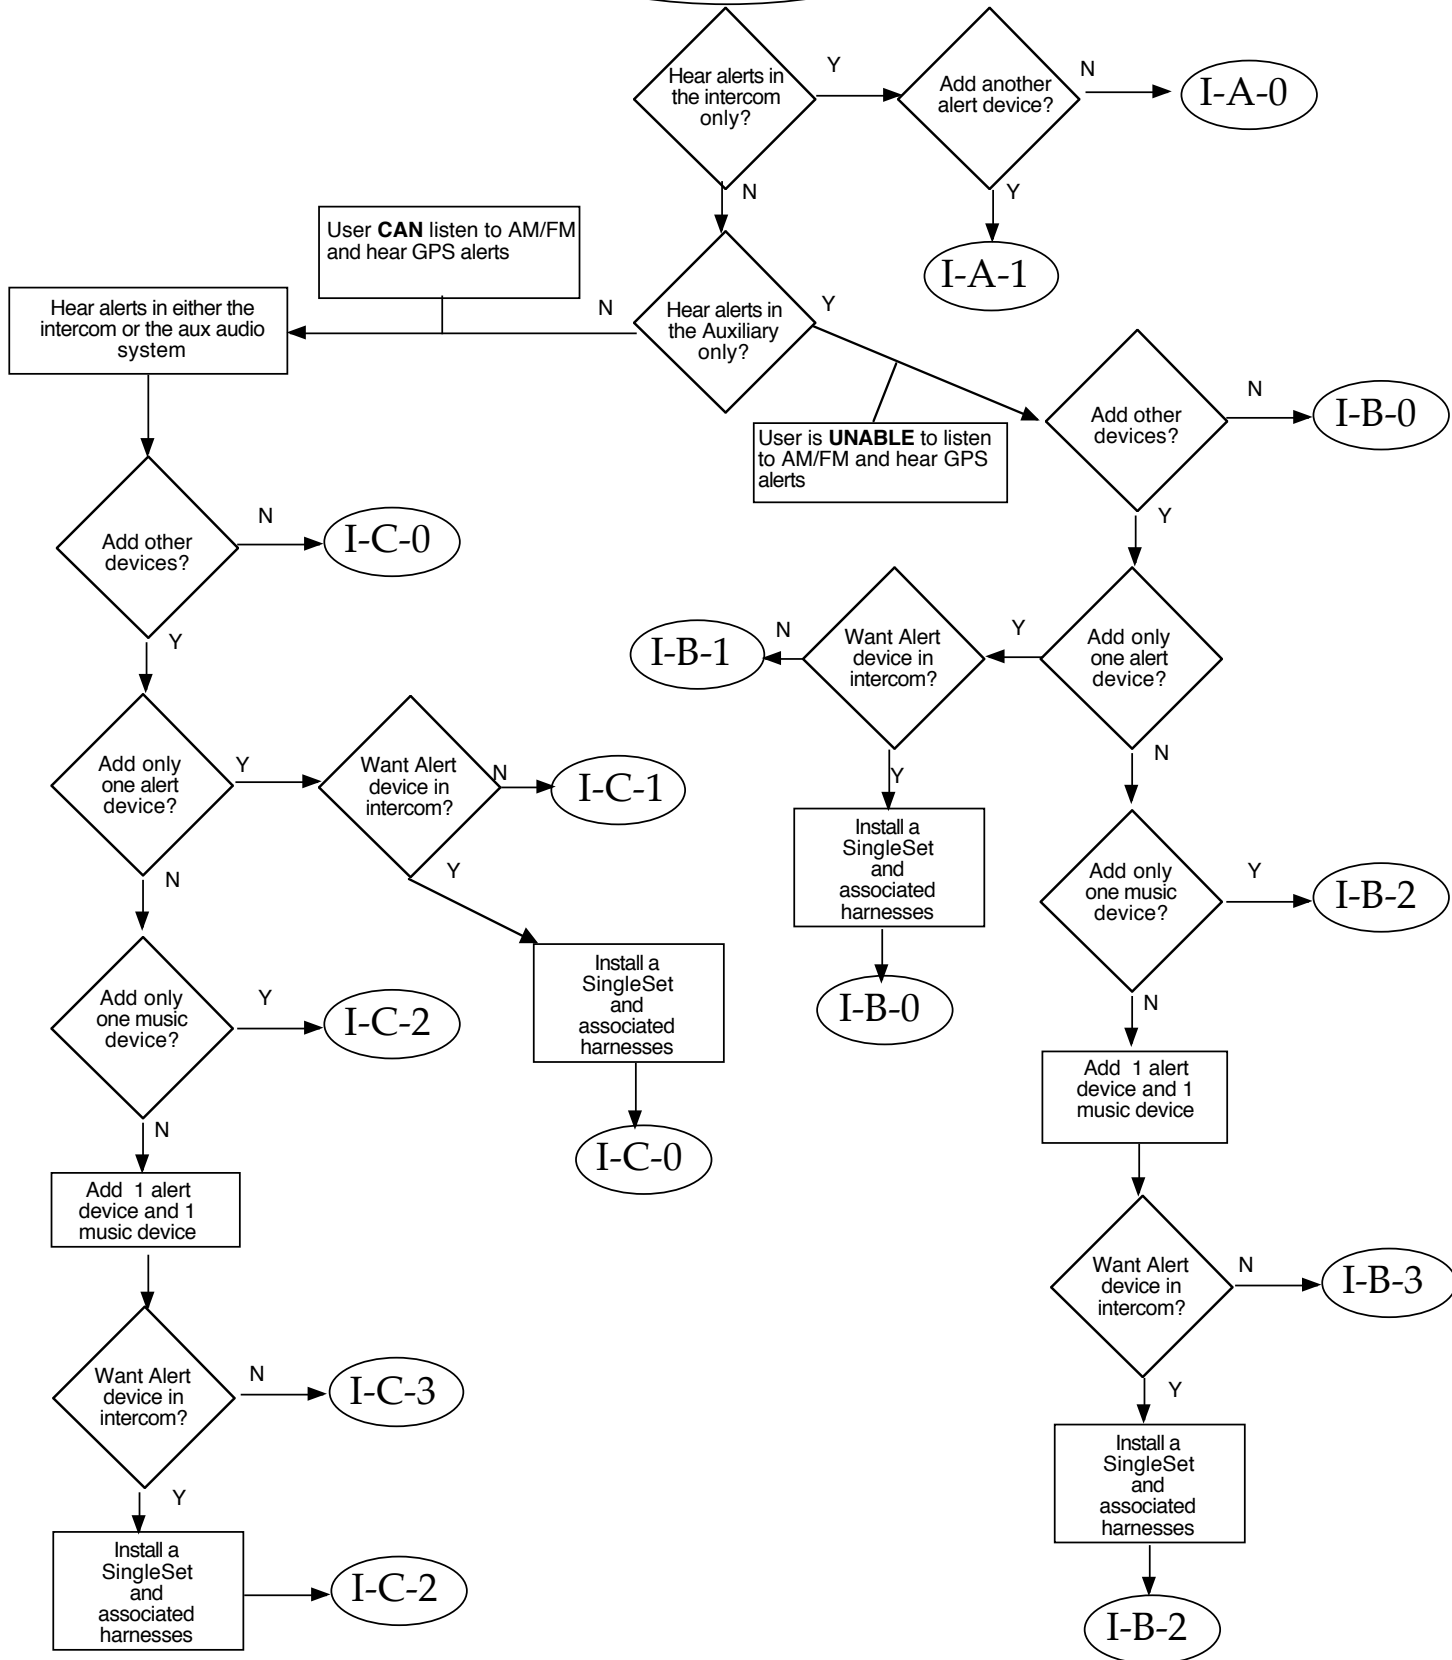 Hear alerts in
the intercom
only?
Y
Add another
alert device?
N
I-A-0
N
Y
I-A-1
User CAN listen to AM/FM
and hear GPS alerts
Hear alerts in either the
intercom or the aux audio
system
N
Hear alerts in
the Auxiliary
only?
Y
User is UNABLE to listen
to AM/FM and hear GPS
alerts
Add other
devices?
N
I-B-0
Y
Add other
devices?
N
I-C-0
Y
Add only
one alert
device?
Y
Want Alert
device in
intercom?
N
I-B-1
Y
Install a
SingleSet
and
associated
harnesses
I-B-0
N
Add only
one music
device?
Y
I-B-2
N
Add 1 alert
device and 1
music device
Want Alert
device in
intercom?
N
I-B-3
Y
Install a
SingleSet
and
associated
harnesses
I-B-2
Add only
one alert
device?
Y
Want Alert
device in
intercom?
N
I-C-1
Y
Install a
SingleSet
and
associated
harnesses
I-C-0
N
Add only
one music
device?
Y
I-C-2
N
Add 1 alert
device and 1
music device
Want Alert
device in
intercom?
N
I-C-3
Y
Install a
SingleSet
and
associated
harnesses
I-C-2